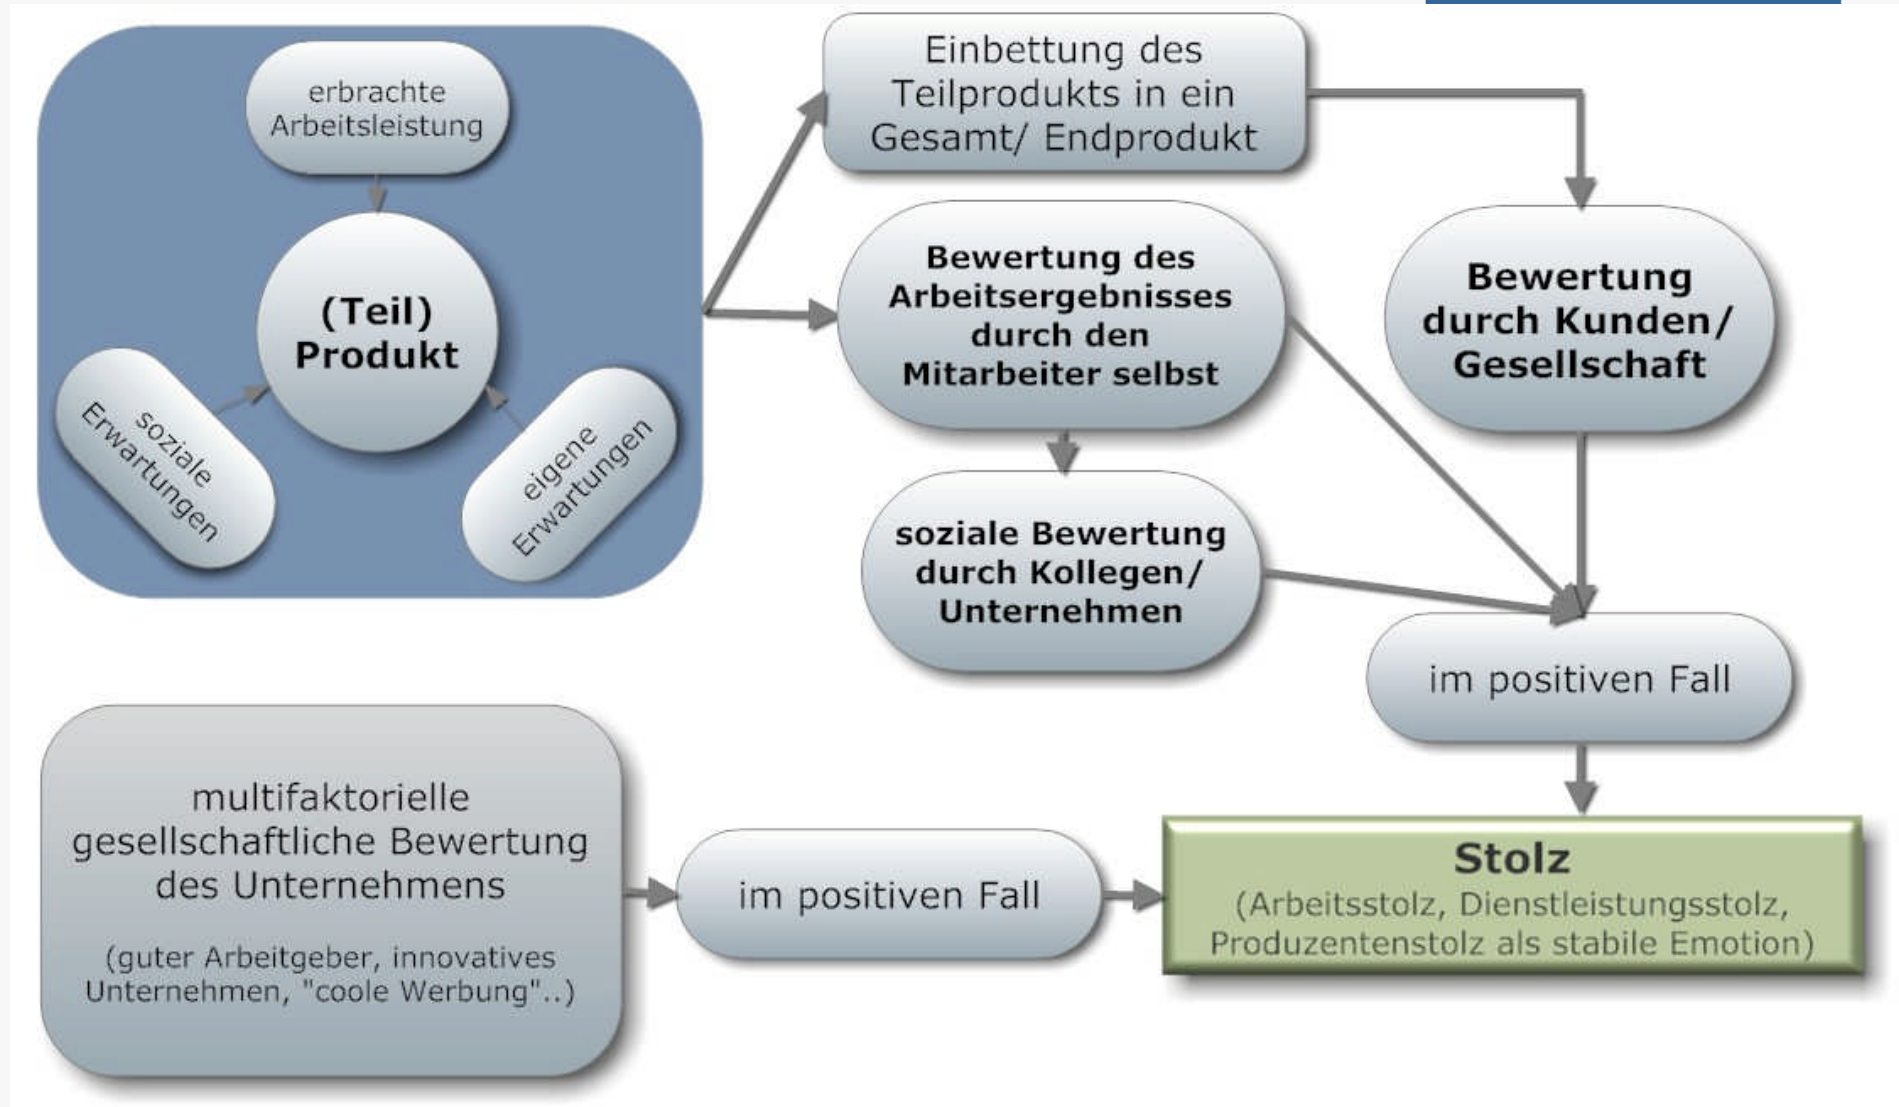 erbrachte
Arbeitsleistung
(Teil)
Produkt
soziale
Erwartungen
eigene
Erwartungen
Einbettung des
Teilprodukts in ein
Gesamt/ Endprodukt
Bewertung des
Arbeitsergebnisses
durch den
Mitarbeiter selbst
Bewertung
durch Kunden/
Gesellschaft
soziale Bewertung
durch Kollegen/
Unternehmen
im positiven Fall
multifaktorielle
gesellschaftliche Bewertung
des Unternehmens
(guter Arbeitgeber, innovatives
Unternehmen, "coole Werbung"..)
im positiven Fall
Stolz
(Arbeitsstolz, Dienstleistungsstolz,
Produzentenstolz als stabile Emotion)